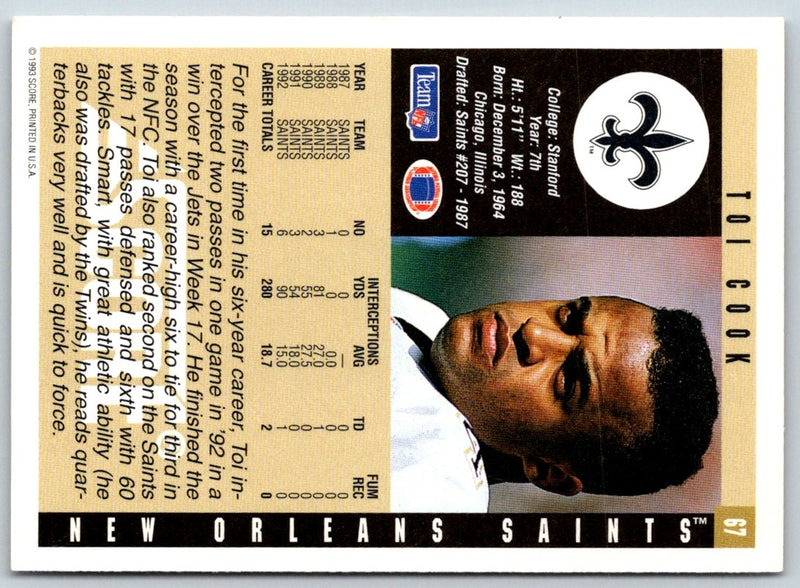 TOI COOK
67
College: Stanford
Year: 7th
Ht.: 5'11" Wt.: 188
Born: December 3, 1964
Chicago, Illinois
Drafted: Saints #207 - 1987
NFL
Team
NEW ORLEANS SAINTS™
INTERCEPTIONS FUM
YEAR TEAM NO YDS AVG TD REC
1987 SAINTS 0 0 — 0 0
1988 SAINTS 1 0 0.0 0 0
1989 SAINTS 3 81 27.0 1 0
1990 SAINTS 2 55 27.5 0 0
1991 SAINTS 3 54 18.0 0 0
1992 SAINTS 6 90 15.0 1 0
CAREER TOTALS 15 280 18.7 2 0
For the first time in his six-year career, Toi in-
tercepted two passes in one game in '92 in a
win over the Jets in Week 17. He finished the
season with a career-high six to tie for third in
the NFC. Toi also ranked second on the Saints
with 17 passes defensed and sixth with 60
tackles. Smart, with great athletic ability (he
also was drafted by the Twins), he reads quar-
terbacks very well and is quick to force.
© 1993 SCORE, PRINTED IN U.S.A.